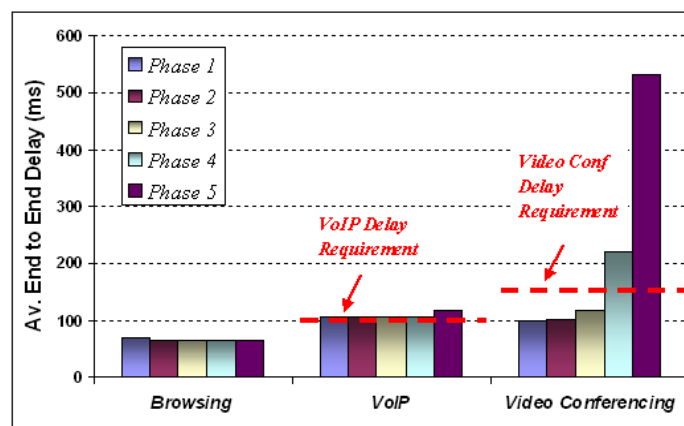 Av. End to End Delay (ms)
600
500
400
300
200
100
0
Phase 1
Phase 2
Phase 3
Phase 4
Phase 5
VoIP Delay
Requirement
Video Conf
Delay
Requirement
Browsing
VoIP
Video Conferencing